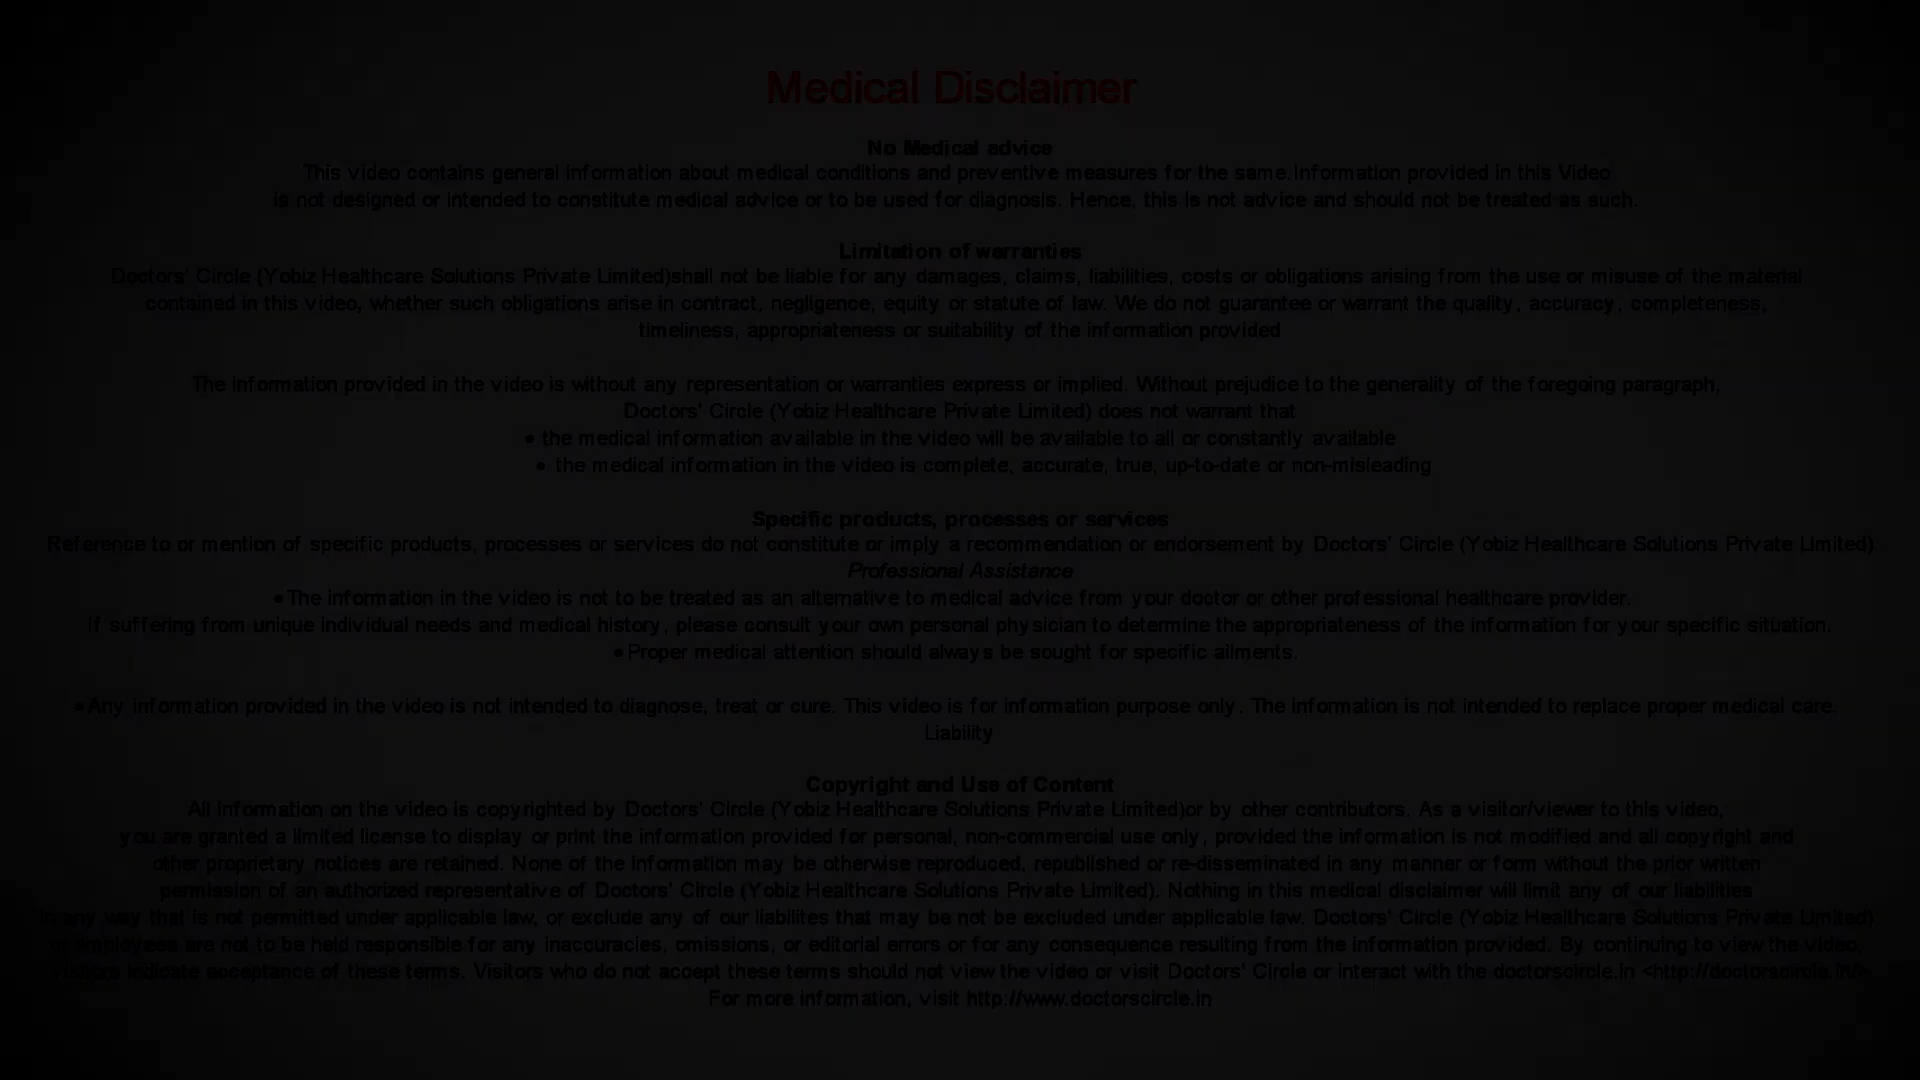 Medical Disclaimer
No Medical advice
This video contains general information about medical conditions and preventive measures for the same.Information provided in this Video
is not designed or intended to constitute medical advice or to be used for diagnosis. Hence, this is not advice and should not be treated as such.
Limitation of warranties
Doctors' Circle (Yobiz Healthcare Solutions Private Limited)shall not be liable for any damages, claims, liabilities, costs or obligations arising from the use or misuse of the material
contained in this video, whether such obligations arise in contract, negligence, equity or statute of law. We do not guarantee or warrant the quality, accuracy, completeness,
timeliness, appropriateness or suitability of the information provided
The information provided in the video is without any representation or warranties express or implied. Without prejudice to the generality of the foregoing paragraph,
Doctors' Circle (Yobiz Healthcare Private Limited) does not warrant that
• the medical information available in the video will be available to all or constantly available
• the medical information in the video is complete, accurate, true, up-to-date or non-misleading
Specific products, processes or services
Reference to or mention of specific products, processes or services do not constitute or imply a recommendation or endorsement by Doctors' Circle (Yobiz Healthcare Solutions Private Limited)
Professional Assistance
•The information in the video is not to be treated as an alternative to medical advice from your doctor or other professional healthcare provider.
If suffering from unique individual needs and medical history, please consult your own personal physician to determine the appropriateness of the information for your specific situation.
•Proper medical attention should always be sought for specific ailments.
•Any information provided in the video is not intended to diagnose, treat or cure. This video is for information purpose only. The information is not intended to replace proper medical care.
Liability
Copyright and Use of Content
All information on the video is copyrighted by Doctors' Circle (Yobiz Healthcare Solutions Private Limited)or by other contributors. As a visitor/viewer to this video,
you are granted a limited license to display or print the information provided for personal, non-commercial use only, provided the information is not modified and all copyright and
other proprietary notices are retained. None of the information may be otherwise reproduced, republished or re-disseminated in any manner or form without the prior written
permission of an authorized representative of Doctors' Circle (Yobiz Healthcare Solutions Private Limited). Nothing in this medical disclaimer will limit any of our liabilities
in any way that is not permitted under applicable law, or exclude any of our liabilites that may be not be excluded under applicable law. Doctors' Circle (Yobiz Healthcare Solutions Private Limited)
or employees are not to be held responsible for any inaccuracies, omissions, or editorial errors or for any consequence resulting from the information provided. By continuing to view the video,
visitors indicate acceptance of these terms. Visitors who do not accept these terms should not view the video or visit Doctors' Circle or interact with the doctorscircle.in <http://doctorscircle.in/>
For more information, visit http://www.doctorscircle.in